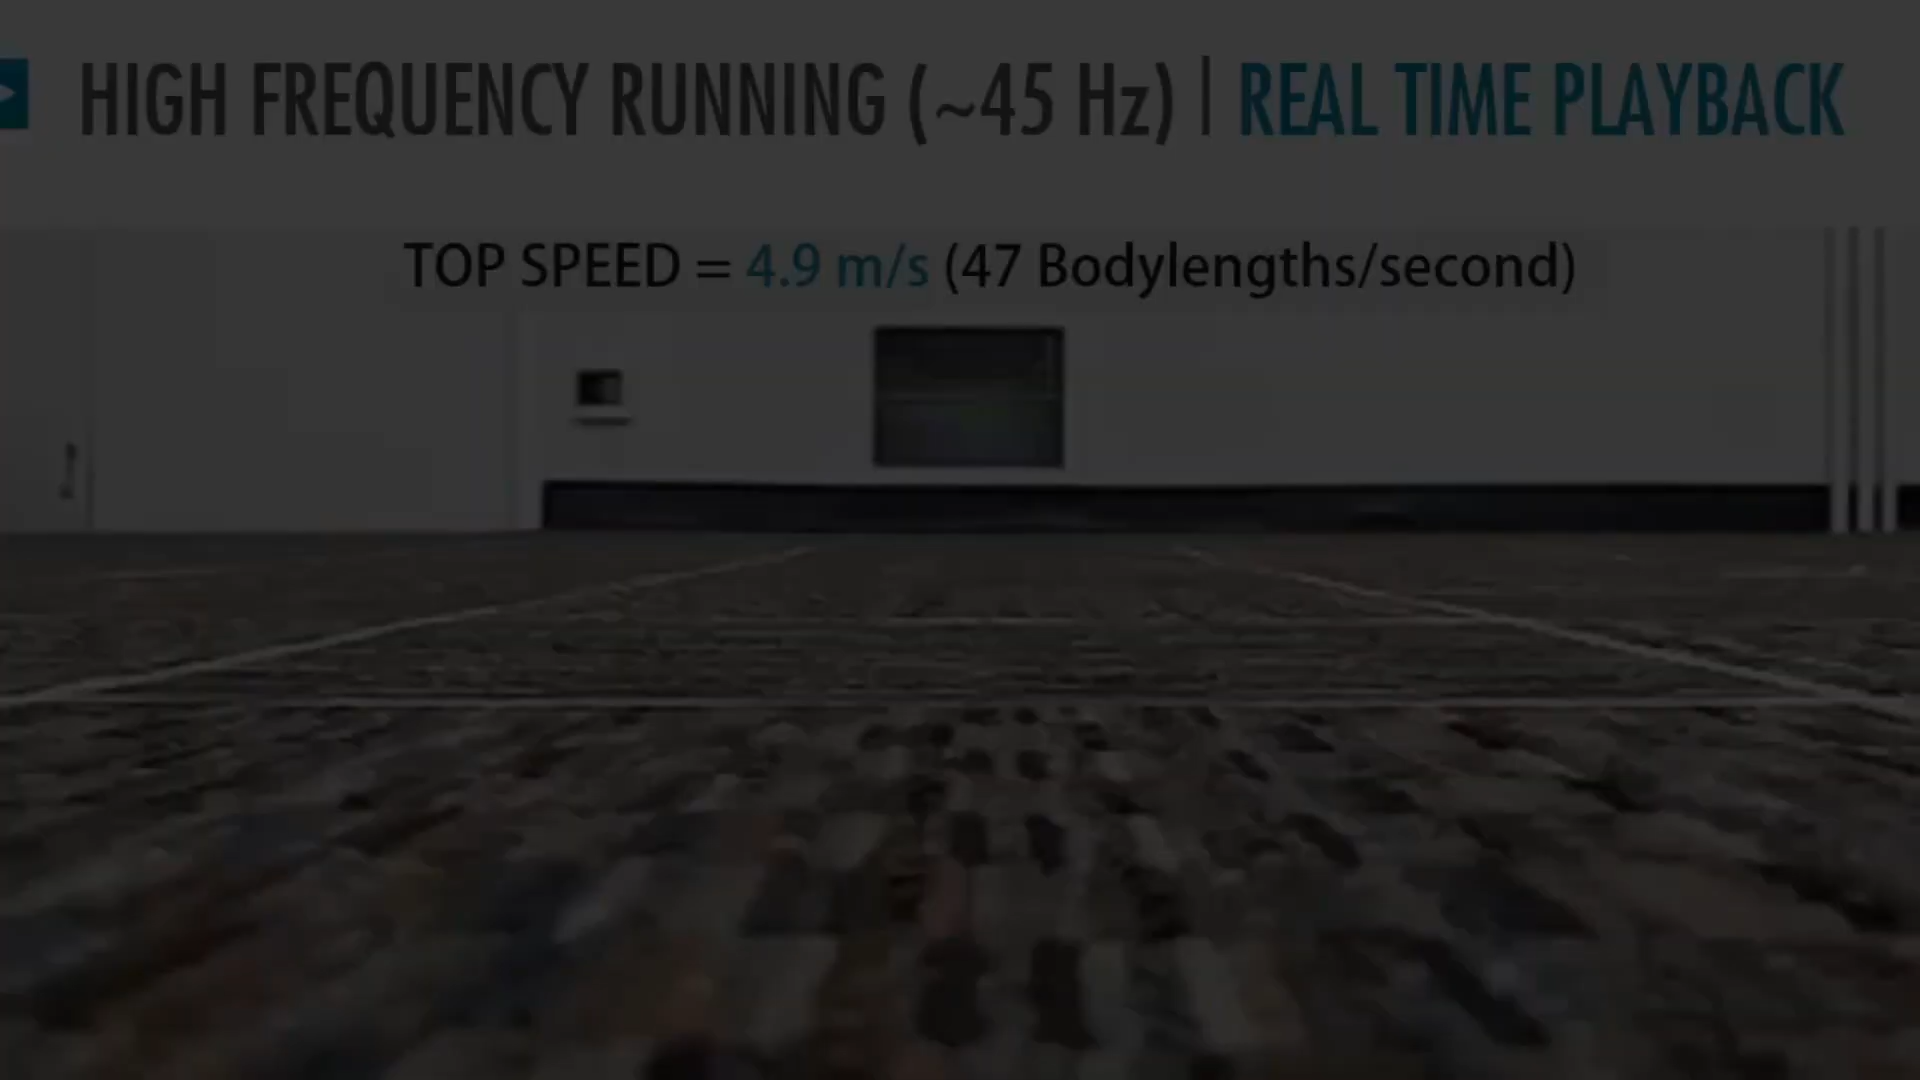 HIGH FREQUENCY RUNNING (~45 Hz) | REAL TIME PLAYBACK
TOP SPEED = 4.9 m/s (47 Bodylengths/second)